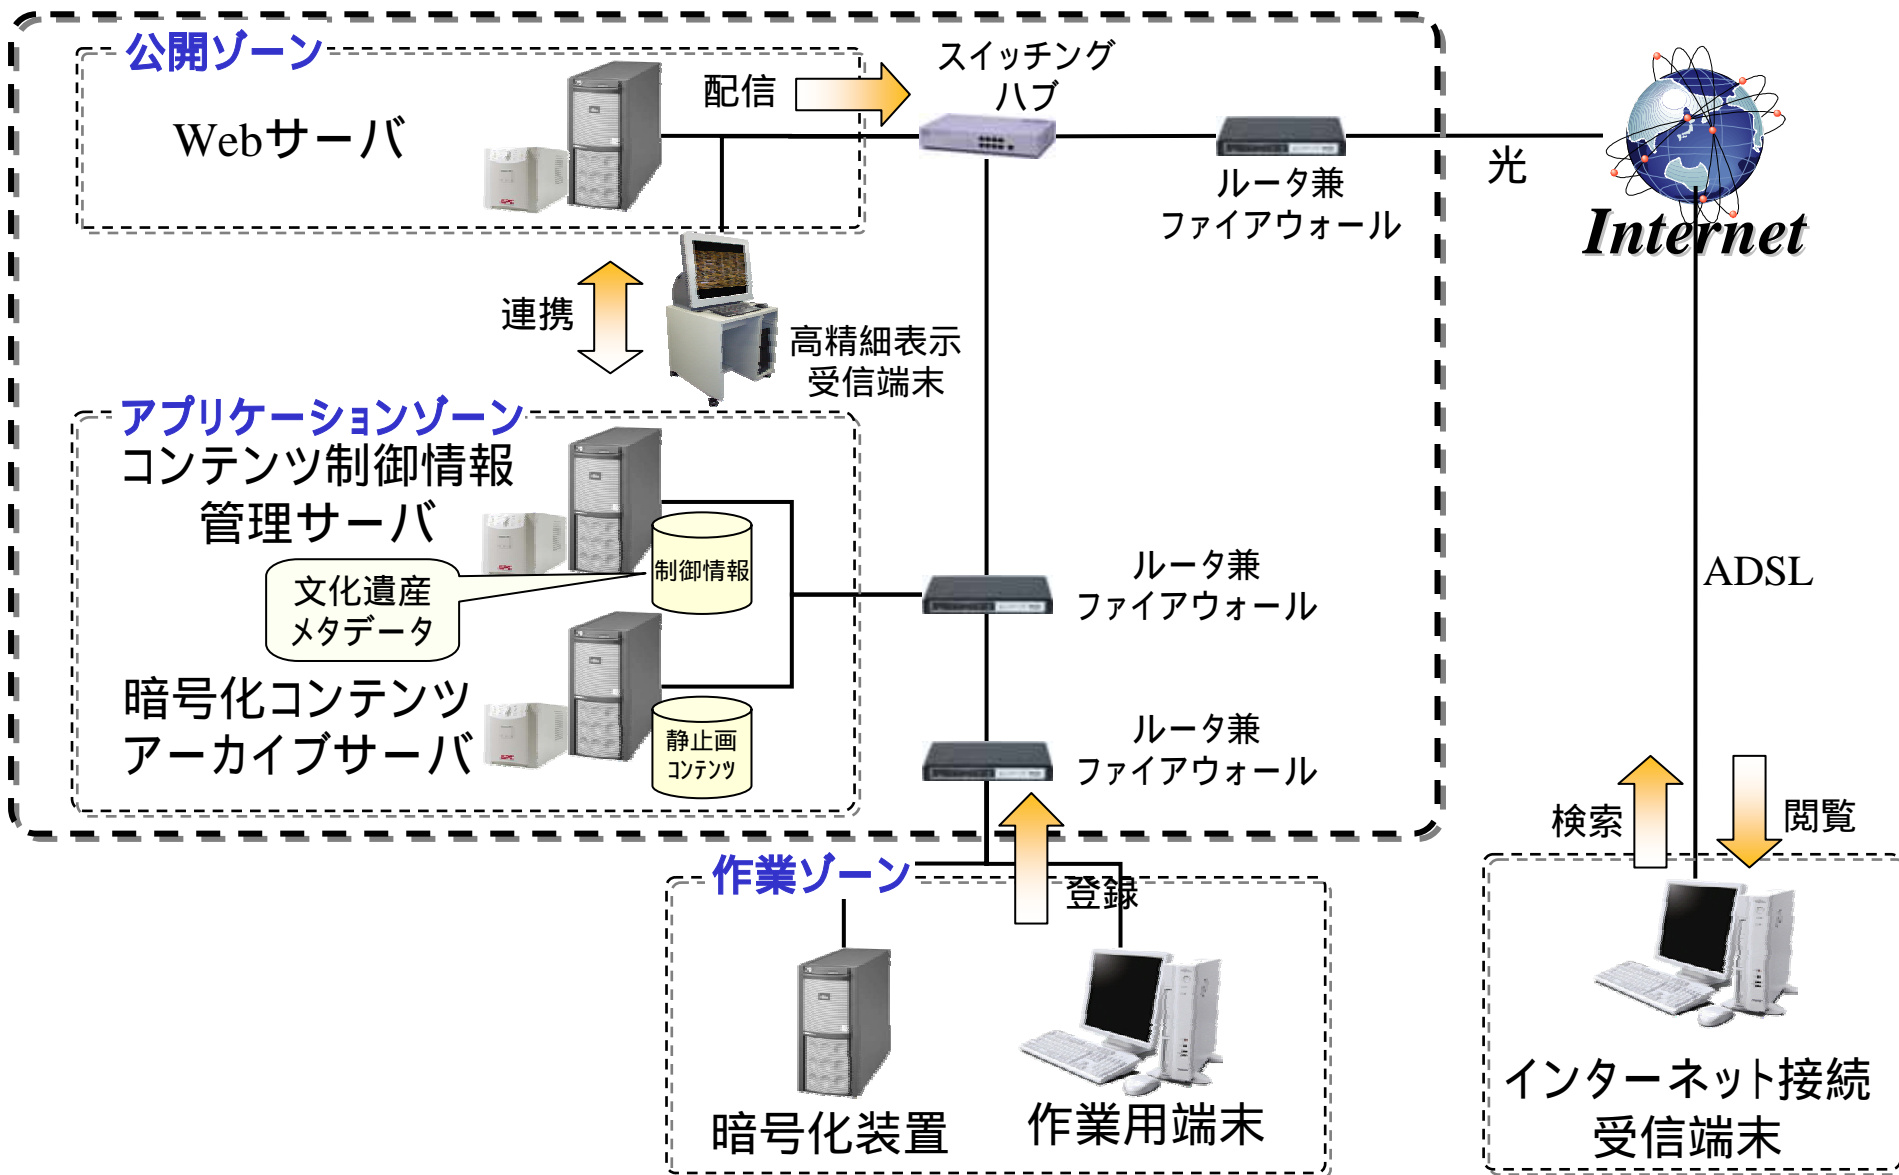 公開ゾーン
Webサーバ
配信
スイッチング
ハブ
ルータ兼
ファイアウォール
光
Internet
連携
高精細表示
受信端末
アプリケーションゾーン
コンテンツ制御情報
管理サーバ
制御情報
文化遺産
メタデータ
ルータ兼
ファイアウォール
ADSL
暗号化コンテンツ
アーカイブサーバ
静止画
コンテンツ
ルータ兼
ファイアウォール
検索
閲覧
作業ゾーン
登録
暗号化装置
作業用端末
インターネット接続
受信端末